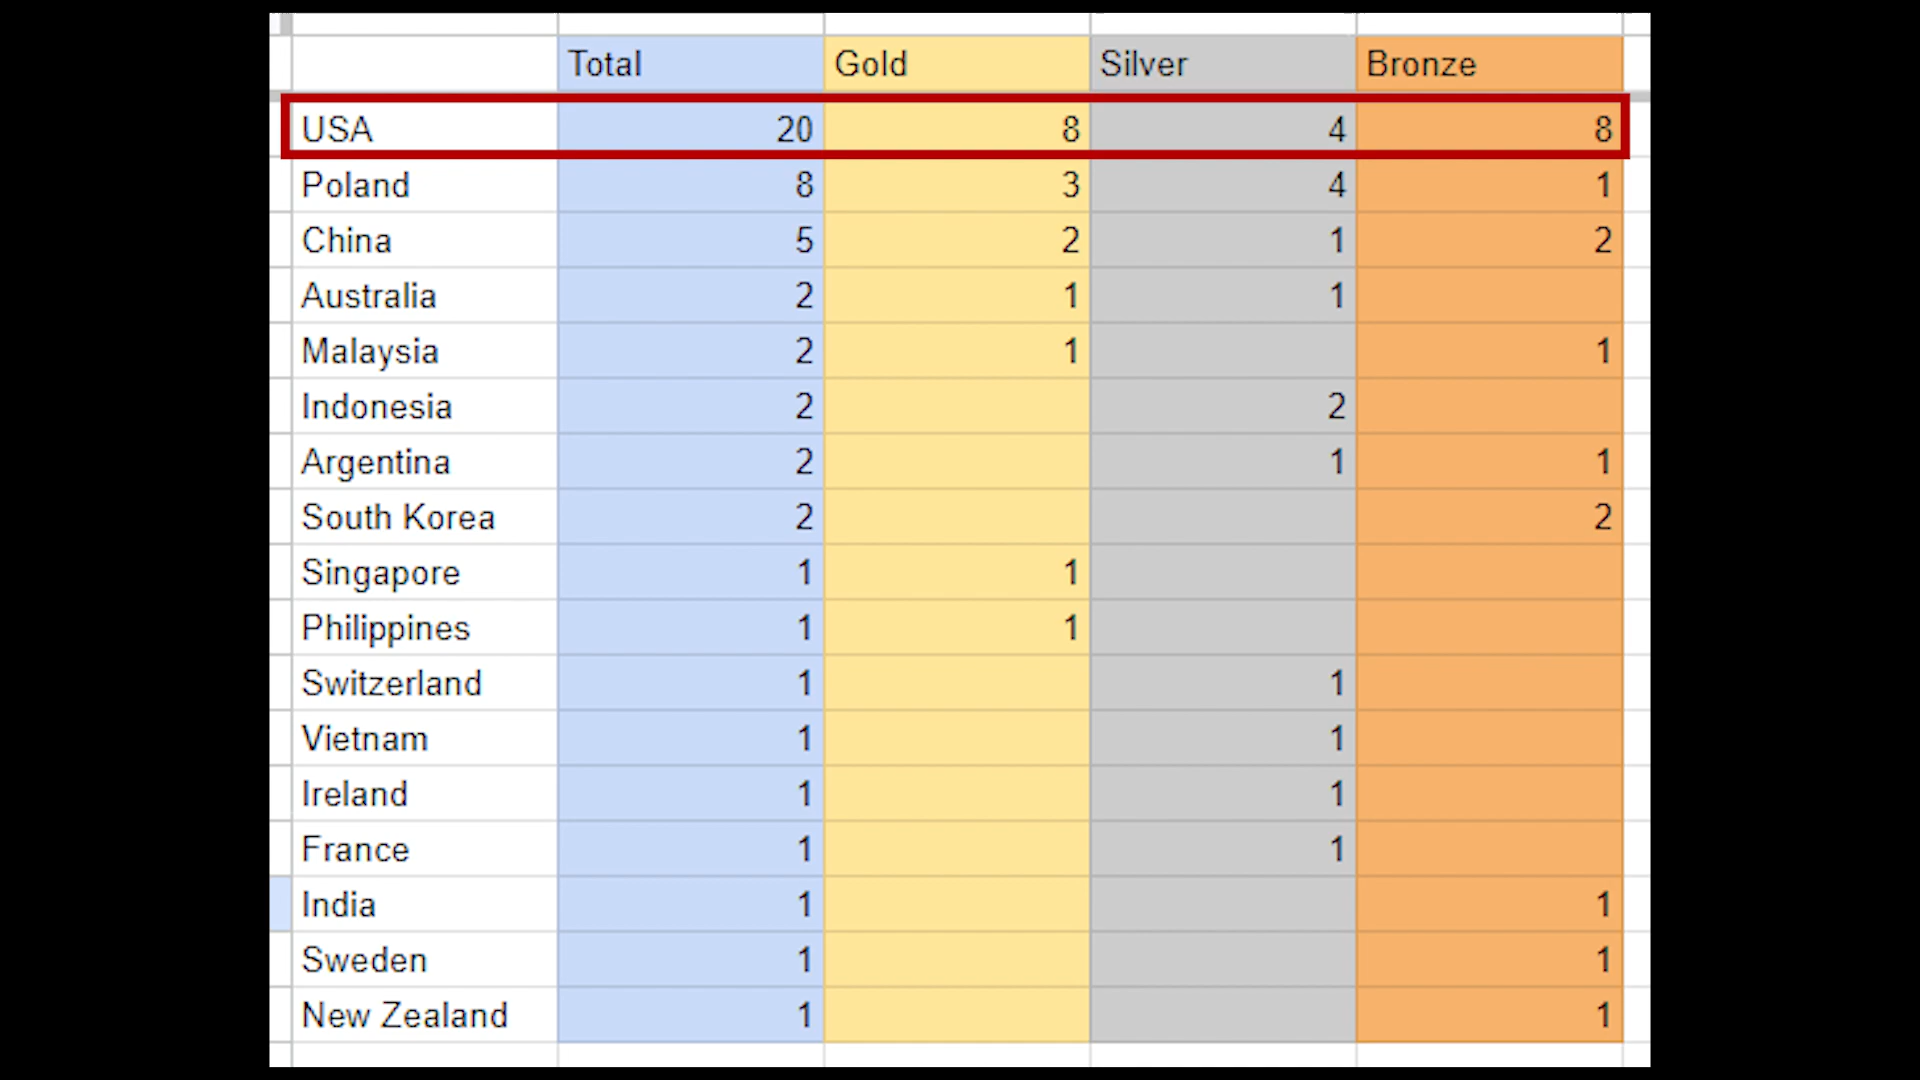 Total Gold Silver Bronze
USA 20 8 4 8
Poland 8 3 4 1
China 5 2 1 2
Australia 2 1 1
Malaysia 2 1 1
Indonesia 2 2
Argentina 2 1 1
South Korea 2 2
Singapore 1 1
Philippines 1 1
Switzerland 1 1
Vietnam 1 1
Ireland 1 1
France 1 1
India 1 1
Sweden 1 1
New Zealand 1 1